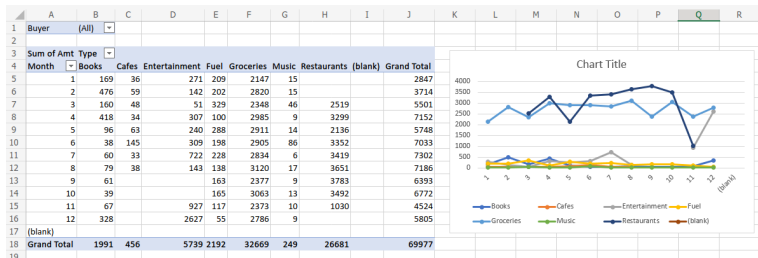 A B C D E F G H I J K L M N O P Q R
1 Buyer (All)
2
3 Sum of Amt Type
4 Month Books Cafes Entertainment Fuel Groceries Music Restaurants (blank) Grand Total
5 1 169 36 271 209 2147 15 2847
6 2 476 59 142 202 2820 15 3714
7 3 160 48 51 329 2348 46 2519 5501
8 4 418 34 307 100 2985 9 3299 7152
9 5 96 63 240 288 2911 14 2136 5748
10 6 38 145 309 198 2905 86 3352 7033
11 7 60 33 722 228 2834 6 3419 7302
12 8 79 38 143 138 3120 17 3651 7186
13 9 61 163 2377 9 3783 6393
14 10 39 165 3063 13 3492 6772
15 11 67 927 117 2373 10 1030 4524
16 12 328 2627 55 2786 9 5805
17 (blank)
18 Grand Total 1991 456 5739 2192 32669 249 26681 69977
19
Chart Title
4000
3500
3000
2500
2000
1500
1000
500
0
1 2 3 4 5 6 7 8 9 10 11 12 (blank)
Books Cafes Entertainment Fuel
Groceries Music Restaurants (blank)